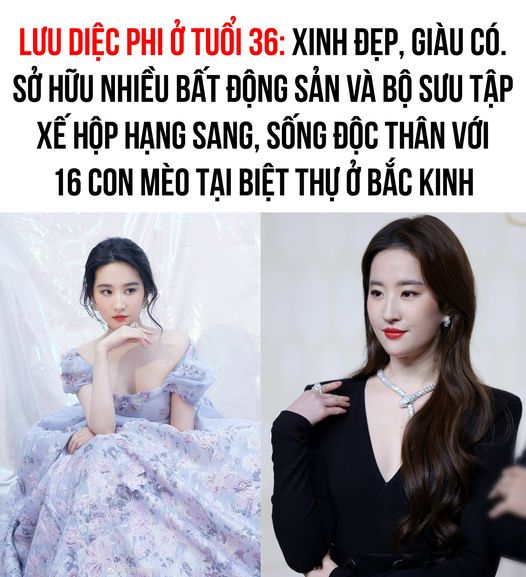 LƯU DIỆC PHI Ở TUỔI 36: XINH ĐẸP, GIÀU CÓ.
SỞ HỮU NHIỀU BẤT ĐỘNG SẢN VÀ BỘ SƯU TẬP
XẾ HỘP HẠNG SANG, SỐNG ĐỘC THÂN VỚI
16 CON MÈO TẠI BIỆT THỰ Ở BẮC KINH